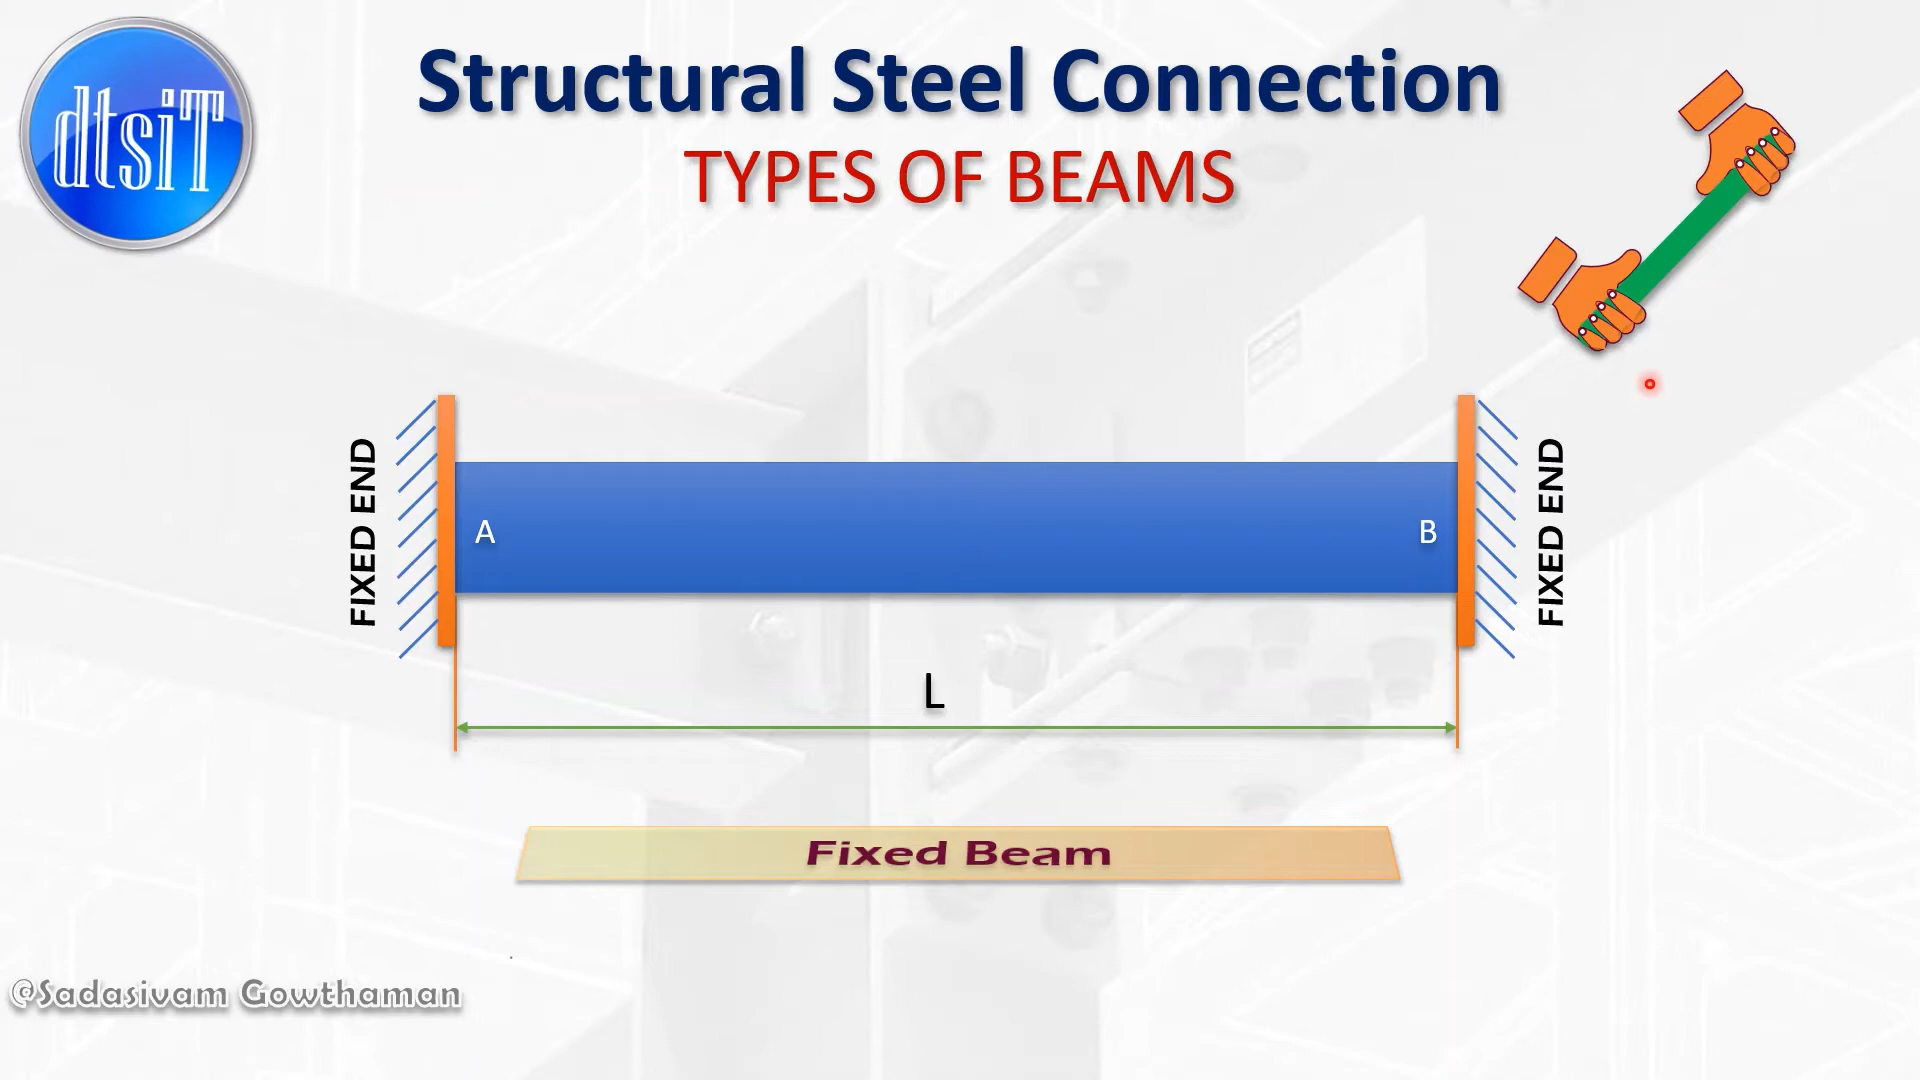 dtsiT
Structural Steel Connection
TYPES OF BEAMS
FIXED END
A
B
FIXED END
L
Fixed Beam
@Sadasivam Gowthaman